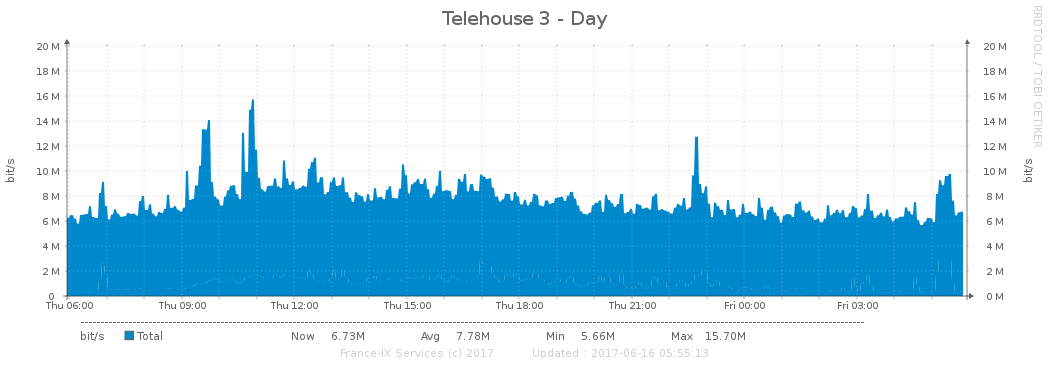 Telehouse 3 - Day
RRDTOOL / TOBI OETIKER
bit/s
20 M 20 M
18 M 18 M
16 M 16 M
14 M 14 M
12 M 12 M
10 M 10 M
8 M 8 M
6 M 6 M
4 M 4 M
2 M 2 M
0 0 M
bit/s
Thu 06:00 Thu 09:00 Thu 12:00 Thu 15:00 Thu 18:00 Thu 21:00 Fri 00:00 Fri 03:00
bit/s Total Now 6.73M Avg 7.78M Min 5.66M Max 15.70M
France-IX Services (c) 2017 Updated : 2017-06-16 05:55:13